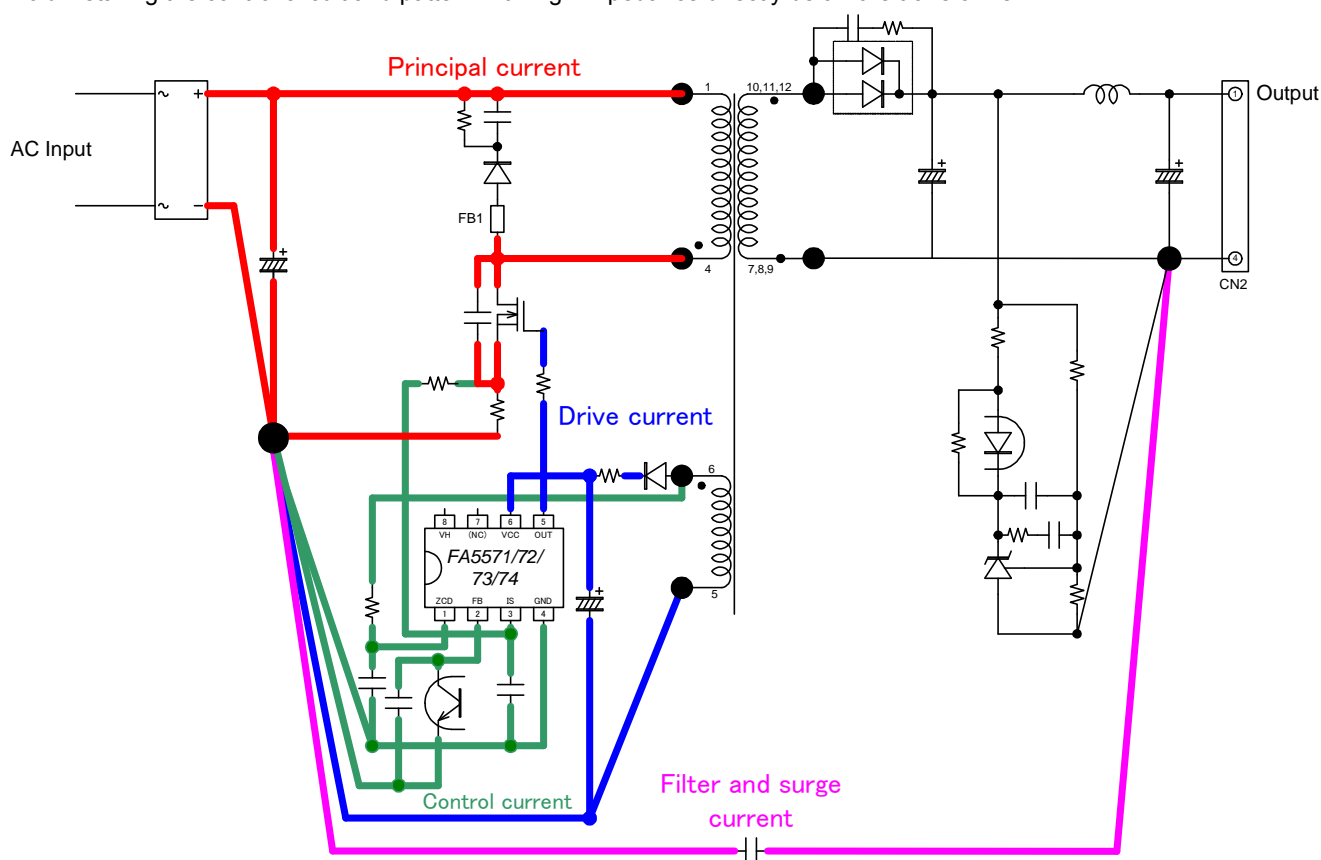 Principal current
1
10,11,12
~
+
1
Output
AC Input
+
+
+
~
−
FB1
4
7,8,9
4
CN2
Drive current
6
8
7
6
5
VH
(NC)
VCC
OUT
FA5571/72/
73/74
+
5
ZCD
FB
IS
GND
1
2
3
4
Control current
Filter and surge
current